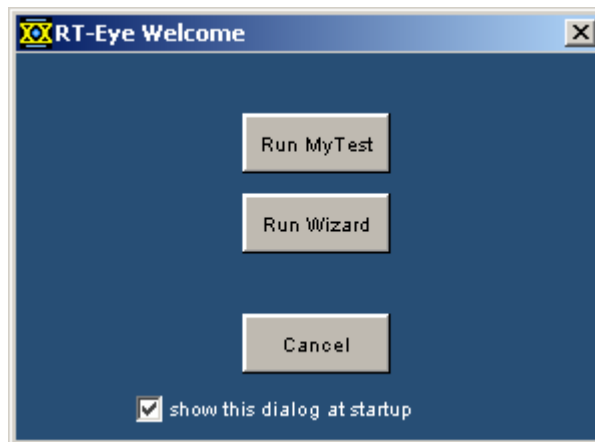 RT-Eye Welcome
Run MyTest
Run Wizard
Cancel
show this dialog at startup